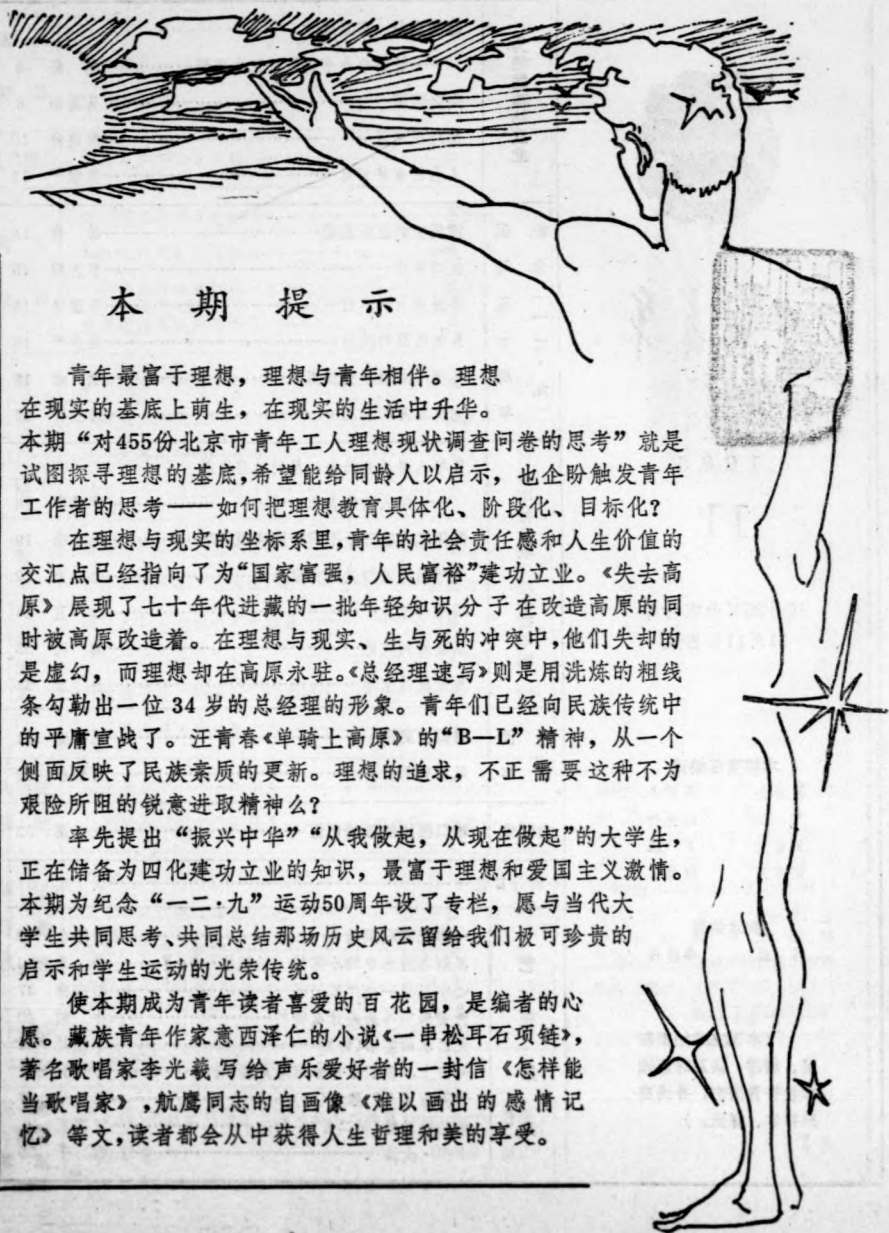 本期提示
青年最富于理想，理想与青年相伴。理想
在现实的基底上萌生，在现实的生活中升华。
本期“对455份北京市青年工人理想现状调查问卷的思考”就是
试图探寻理想的基底，希望能给同龄人以启示，也企盼触发青年
工作者的思考——如何把理想教育具体化、阶段化、目标化？
在理想与现实的坐标系里，青年的社会责任感和人生价值的
交汇点已经指向了为“国家富强，人民富裕”建功立业。《失去高
原》展现了七十年代进藏的一批年轻知识分子在改造高原的同
时被高原改造着。在理想与现实、生与死的冲突中，他们失却的
是虚幻，而理想却在高原永驻。《总经理速写》则是用洗炼的粗线
条勾勒出一位34岁的总经理的形象。青年们已经向民族传统中
的平庸宣战了。汪青春《单骑上高原》的“B—L”精神，从一个
侧面反映了民族素质的更新。理想的追求，不正需要这种不为
艰险所阻的锐意进取精神么？
率先提出“振兴中华”“从我做起，从现在做起”的大学生，
正在储备为四化建功立业的知识，最富于理想和爱国主义激情。
本期为纪念“一二·九”运动50周年设了专栏，愿与当代大
学生共同思考、共同总结那场历史风云留给我们极可珍贵的
启示和学生运动的光荣传统。
使本期成为青年读者喜爱的百花园，是编者的心
愿。藏族青年作家意西泽仁的小说《一串松耳石项链》，
著名歌唱家李光羲写给声乐爱好者的一封信《怎样能
当歌唱家》，航鹰同志的自画像《难以画出的感情记
忆》等文，读者都会从中获得人生哲理和美的享受。